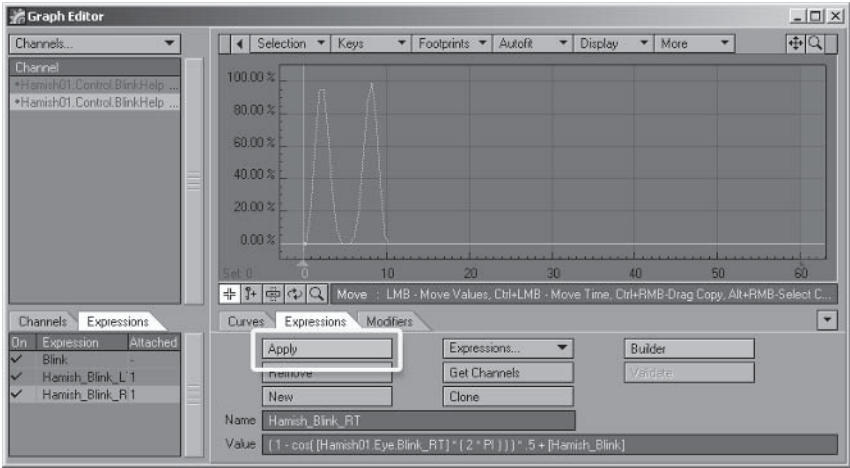 Graph Editor
Channels...
Selection Keys Footprints Autofit Display More
Channel
•Hamish01.Control.BlinkHelp ...
•Hamish01.Control.BlinkHelp ...
100.00 %
80.00 %
60.00 %
40.00 %
20.00 %
0.00 %
Set: 0
0 10 20 30 40 50 60
Move : LMB - Move Values, Ctrl+LMB - Move Time, Ctrl+RMB-Drag Copy, Alt+RMB-Select C...
Channels Expressions
On Expression Attached
Blink -
Hamish_Blink_L 1
Hamish_Blink_R 1
Curves Expressions Modifiers
Apply Expressions... Builder
Remove Get Channels Validate
New Clone
Name Hamish_Blink_RT
Value (1 - cos( [Hamish01.Eye.Blink_RT] * ( 2 * PI ) ) ) * .5 + [Hamish_Blink]